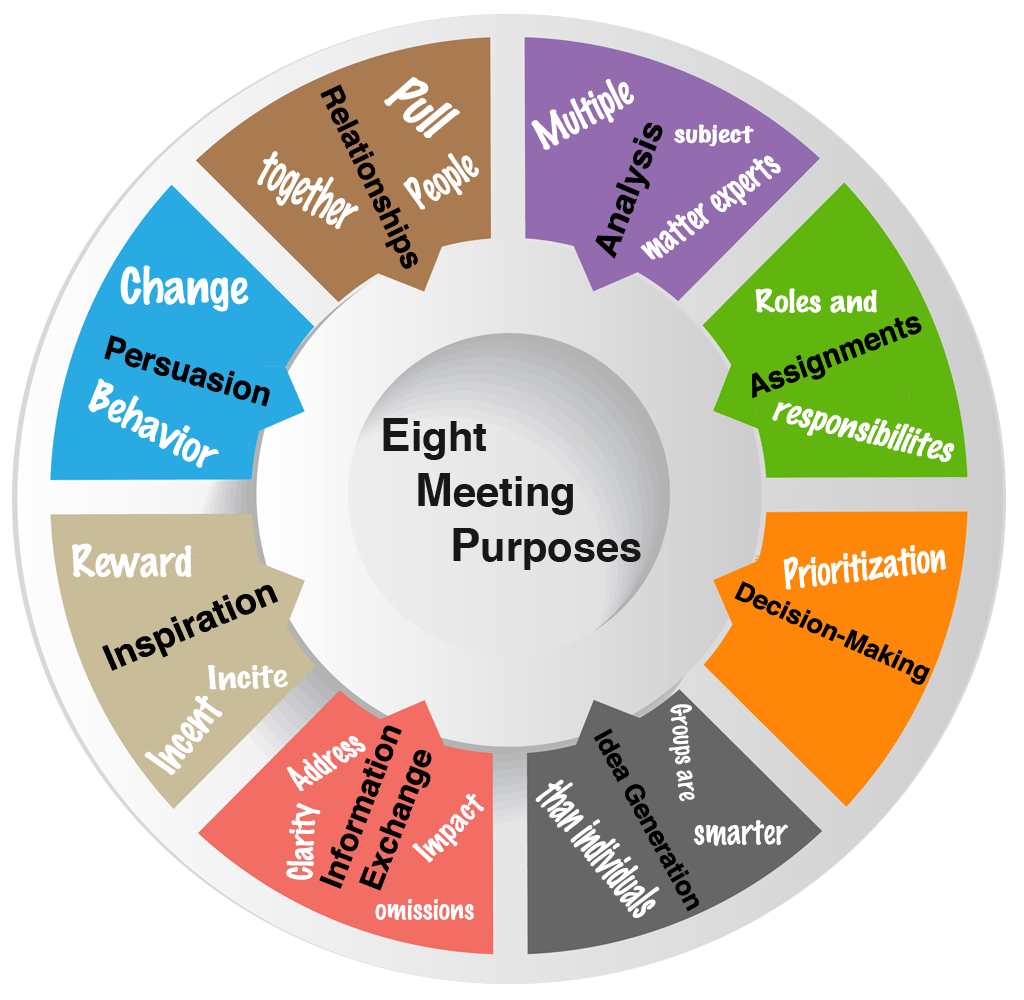 Eight
Meeting
Purposes
Multiple
Analysis
subject
matter experts
Roles and
Assignments
responsibiliites
Prioritization
Decision-Making
Groups are
smarter
Idea Generation
than individuals
Address
Clarity
Information
Exchange
Impact
omissions
Reward
Inspiration
Incite
Incent
Change
Persuasion
Behavior
Pull
People
Relationships
together